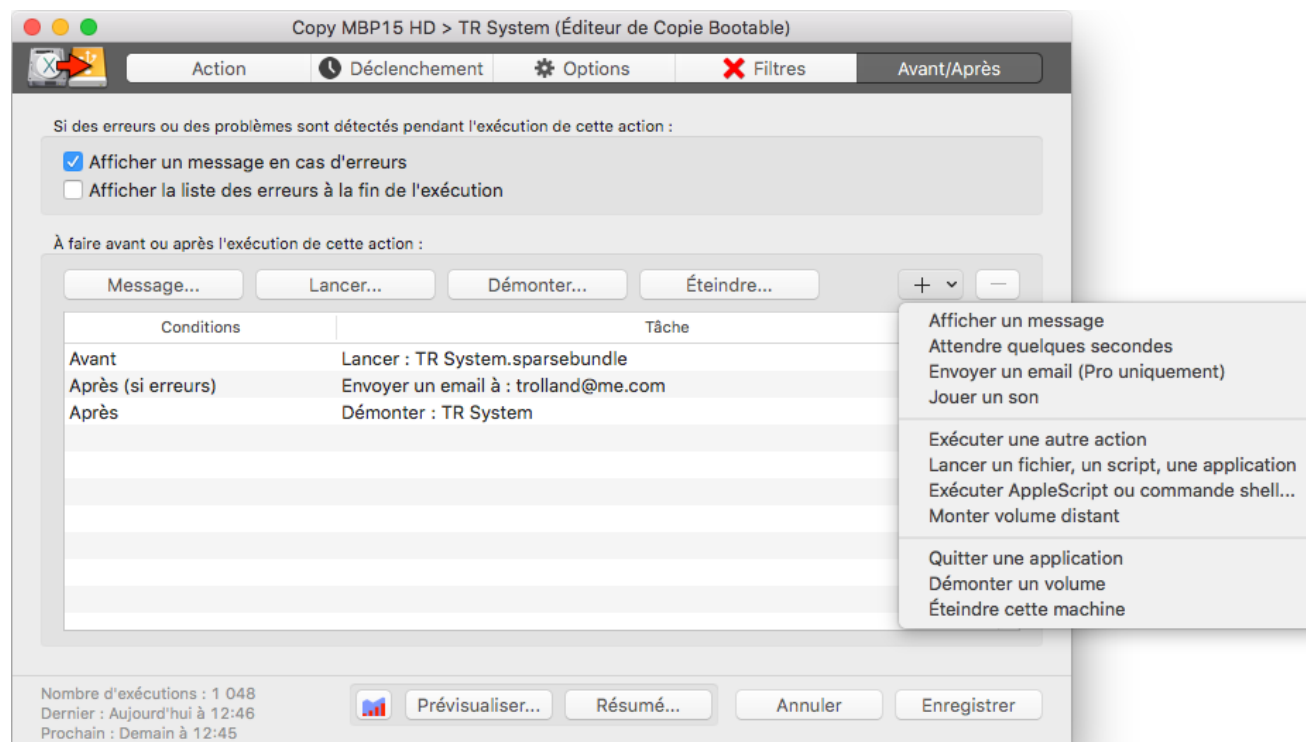 Copy MBP15 HD > TR System (Éditeur de Copie Bootable)
Action Déclenchement Options Filtres Avant/Après
Si des erreurs ou des problèmes sont détectés pendant l'exécution de cette action :
Afficher un message en cas d'erreurs
Afficher la liste des erreurs à la fin de l'exécution
À faire avant ou après l'exécution de cette action :
Message... Lancer... Démonter... Éteindre... + −
Conditions Tâche
Avant Lancer : TR System.sparsebundle
Après (si erreurs) Envoyer un email à : trolland@me.com
Après Démonter : TR System
Afficher un message
Attendre quelques secondes
Envoyer un email (Pro uniquement)
Jouer un son
Exécuter une autre action
Lancer un fichier, un script, une application
Exécuter AppleScript ou commande shell...
Monter volume distant
Quitter une application
Démonter un volume
Éteindre cette machine
Nombre d'exécutions : 1 048
Dernier : Aujourd'hui à 12:46
Prochain : Demain à 12:45
Prévisualiser... Résumé... Annuler Enregistrer